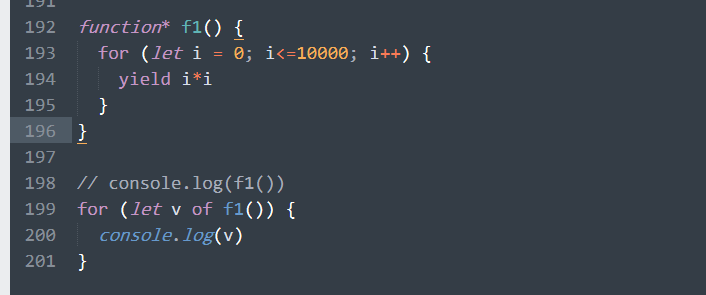 191
192 function* f1() {
193   for (let i = 0; i<=10000; i++) {
194     yield i*i
195   }
196 }
197
198 // console.log(f1())
199 for (let v of f1()) {
200   console.log(v)
201 }